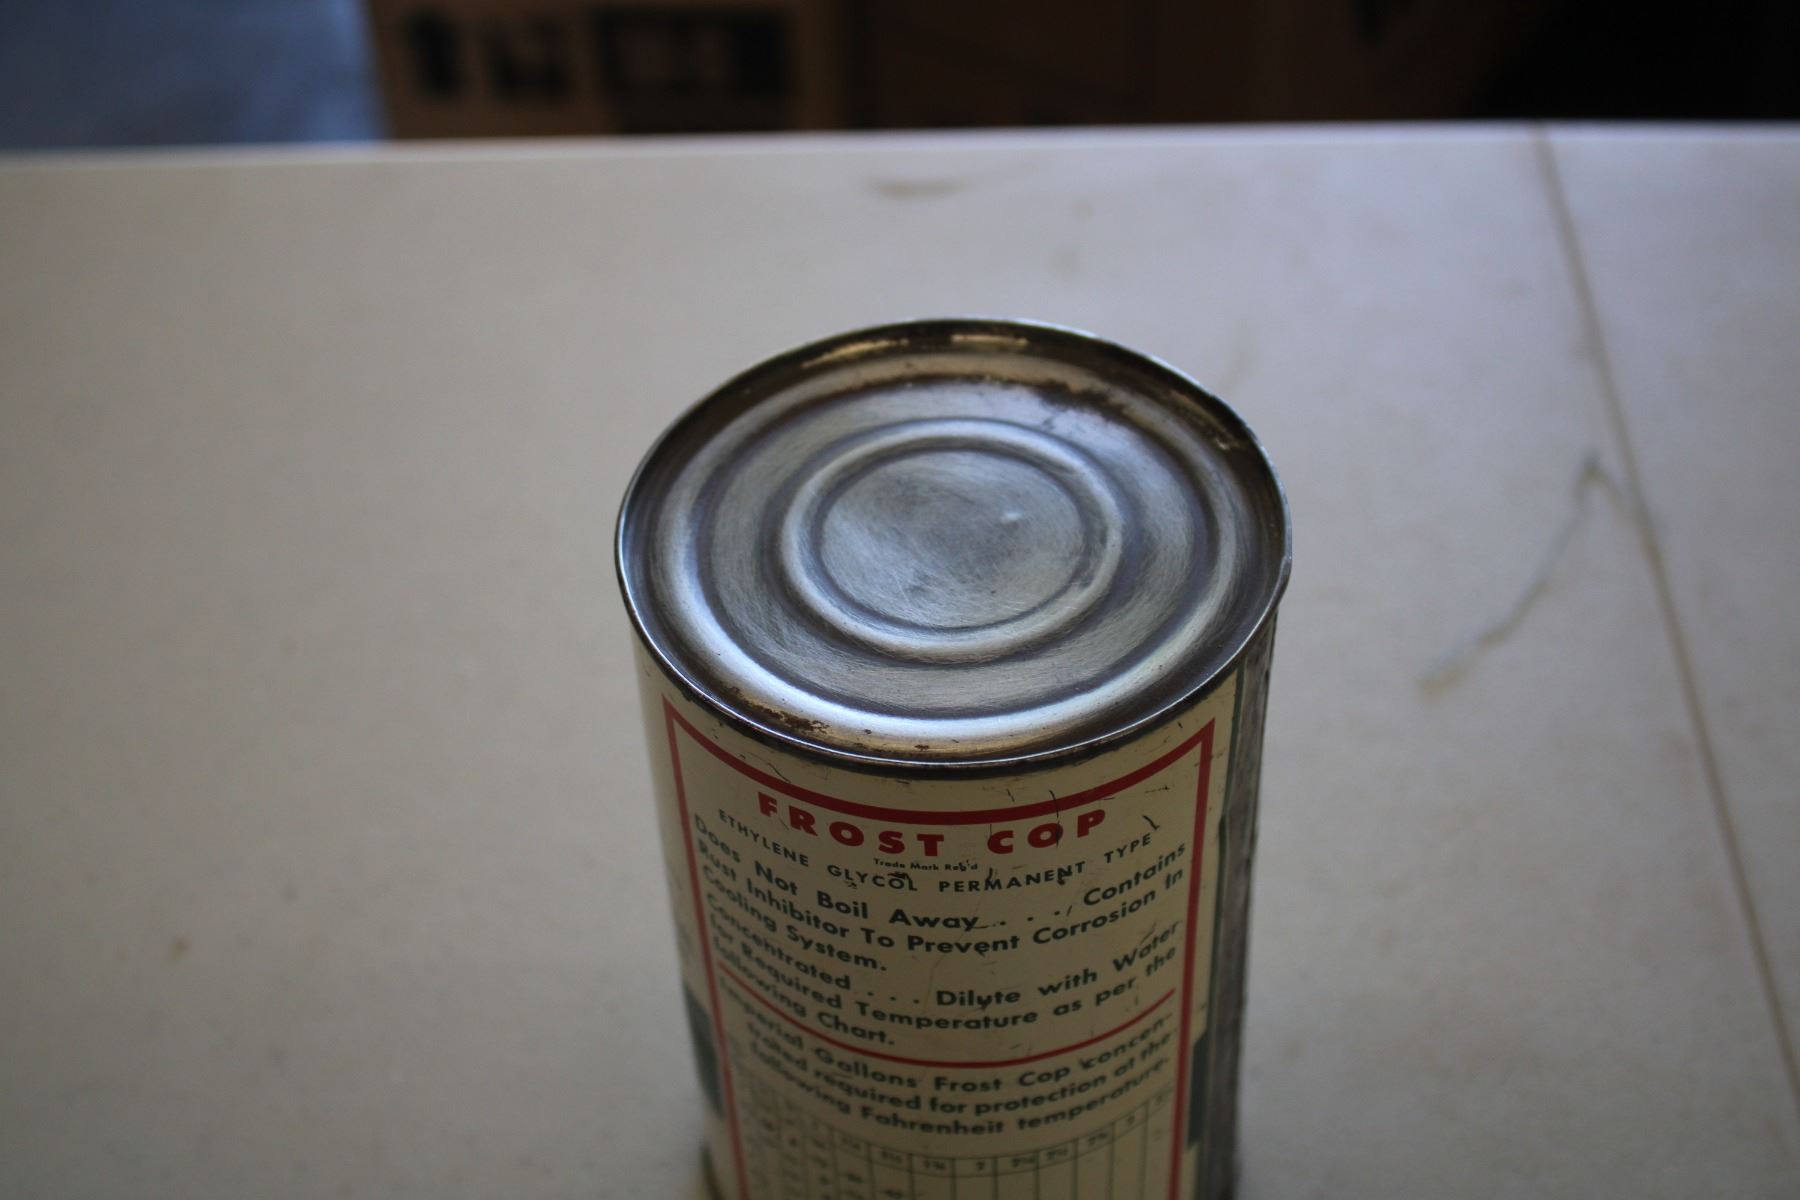 FROST COP
Trade Mark Reg'd
ETHYLENE GLYCOL PERMANENT TYPE
Does Not Boil Away . . . . Contains
Rust Inhibitor To Prevent Corrosion In
Cooling System.
Concentrated . . . Dilute with Water
for Required Temperature as per the
following Chart.
Imperial Gallons Frost Cop concen-
trated required for protection at the
following Fahrenheit temperature.